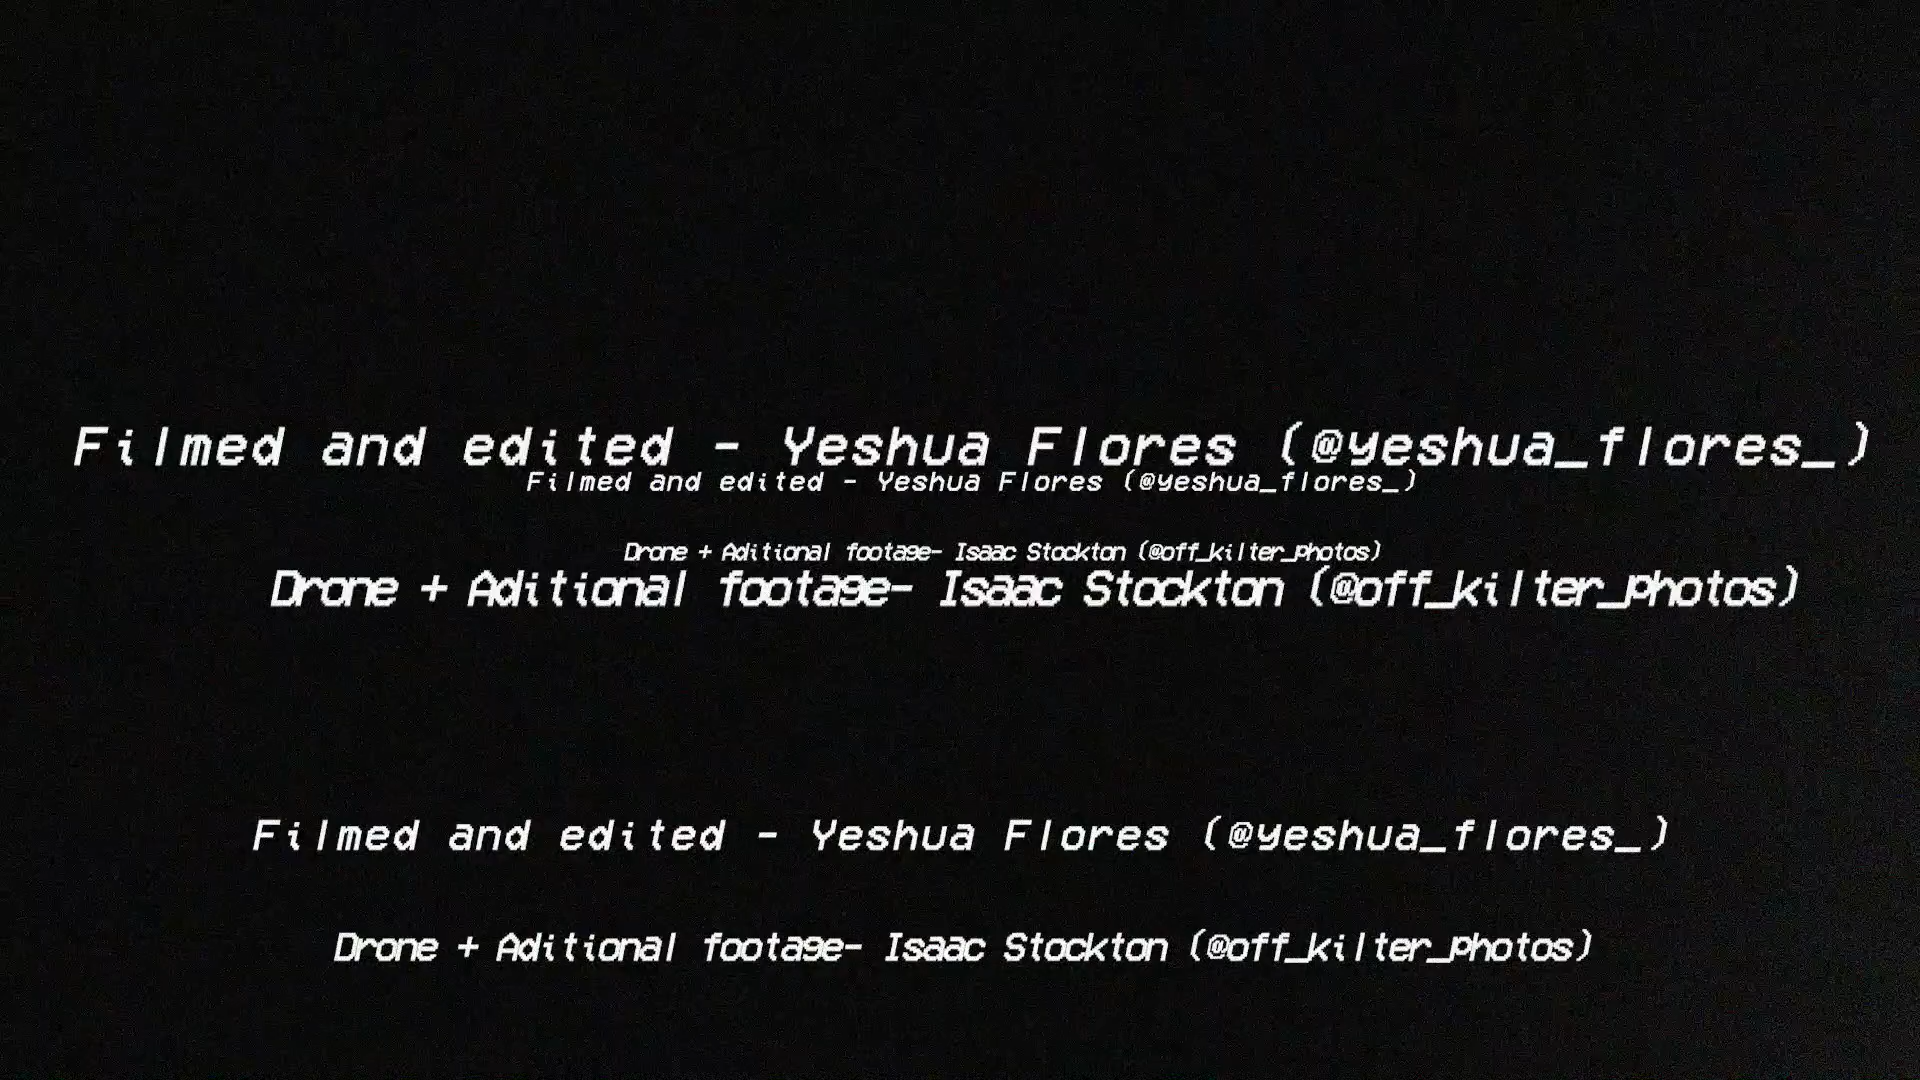 Filmed and edited - Yeshua Flores (@yeshua_flores_)
Filmed and edited - Yeshua Flores (@yeshua_flores_)
Drone + Aditional footage- Isaac Stockton (@off_kilter_photos)
Drone + Aditional footage- Isaac Stockton (@off_kilter_photos)
Filmed and edited - Yeshua Flores (@yeshua_flores_)
Drone + Aditional footage- Isaac Stockton (@off_kilter_photos)